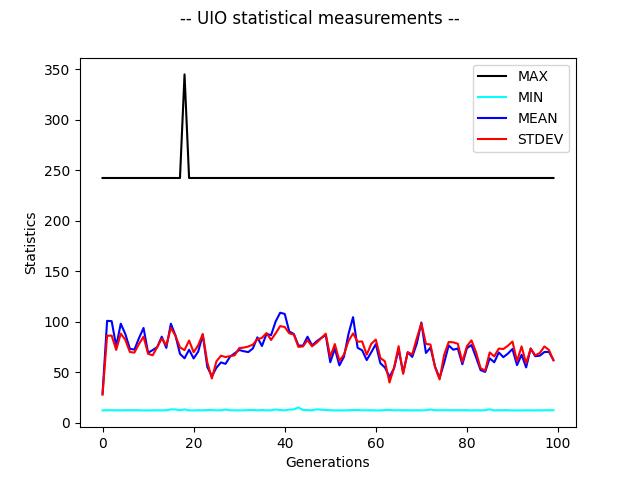 -- UIO statistical measurements --
350
300
250
200
150
100
50
0
Statistics
MAX
MIN
MEAN
STDEV
0 20 40 60 80 100
Generations